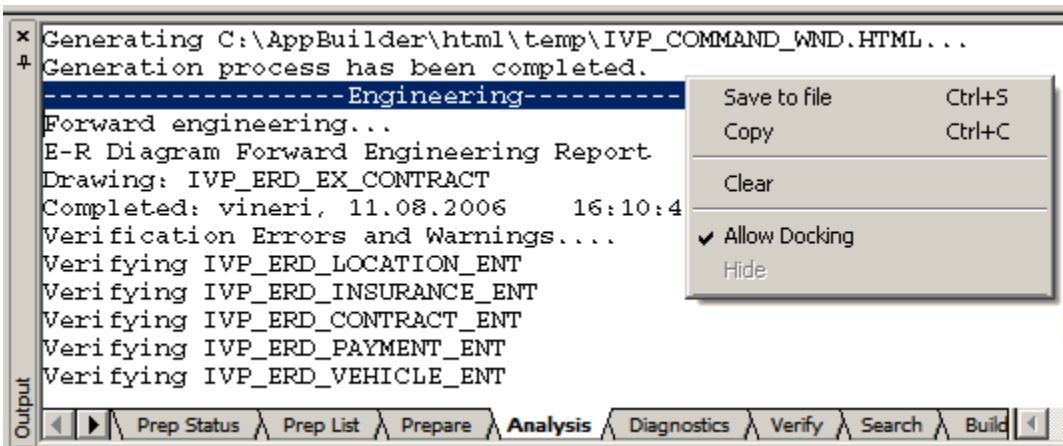 Generating C:\AppBuilder\html\temp\IVP_COMMAND_WND.HTML...
Generation process has been completed.
-------------------Engineering----------
Forward engineering...
E-R Diagram Forward Engineering Report
Drawing: IVP_ERD_EX_CONTRACT
Completed: vineri, 11.08.2006    16:10:4
Verification Errors and Warnings....
Verifying IVP_ERD_LOCATION_ENT
Verifying IVP_ERD_INSURANCE_ENT
Verifying IVP_ERD_CONTRACT_ENT
Verifying IVP_ERD_PAYMENT_ENT
Verifying IVP_ERD_VEHICLE_ENT
Save to file Ctrl+S
Copy Ctrl+C
Clear
Allow Docking
Hide
Output
Prep Status Prep List Prepare Analysis Diagnostics Verify Search Build